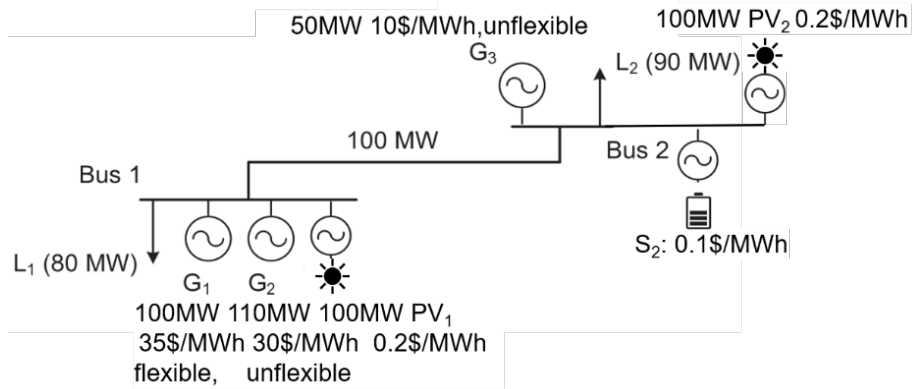 50MW 10$/MWh,unflexible
100MW PV₂ 0.2$/MWh
G₃
L₂ (90 MW)
100 MW
Bus 2
Bus 1
S₂: 0.1$/MWh
L₁ (80 MW)
G₁ G₂
100MW 110MW 100MW PV₁
35$/MWh 30$/MWh 0.2$/MWh
flexible, unflexible